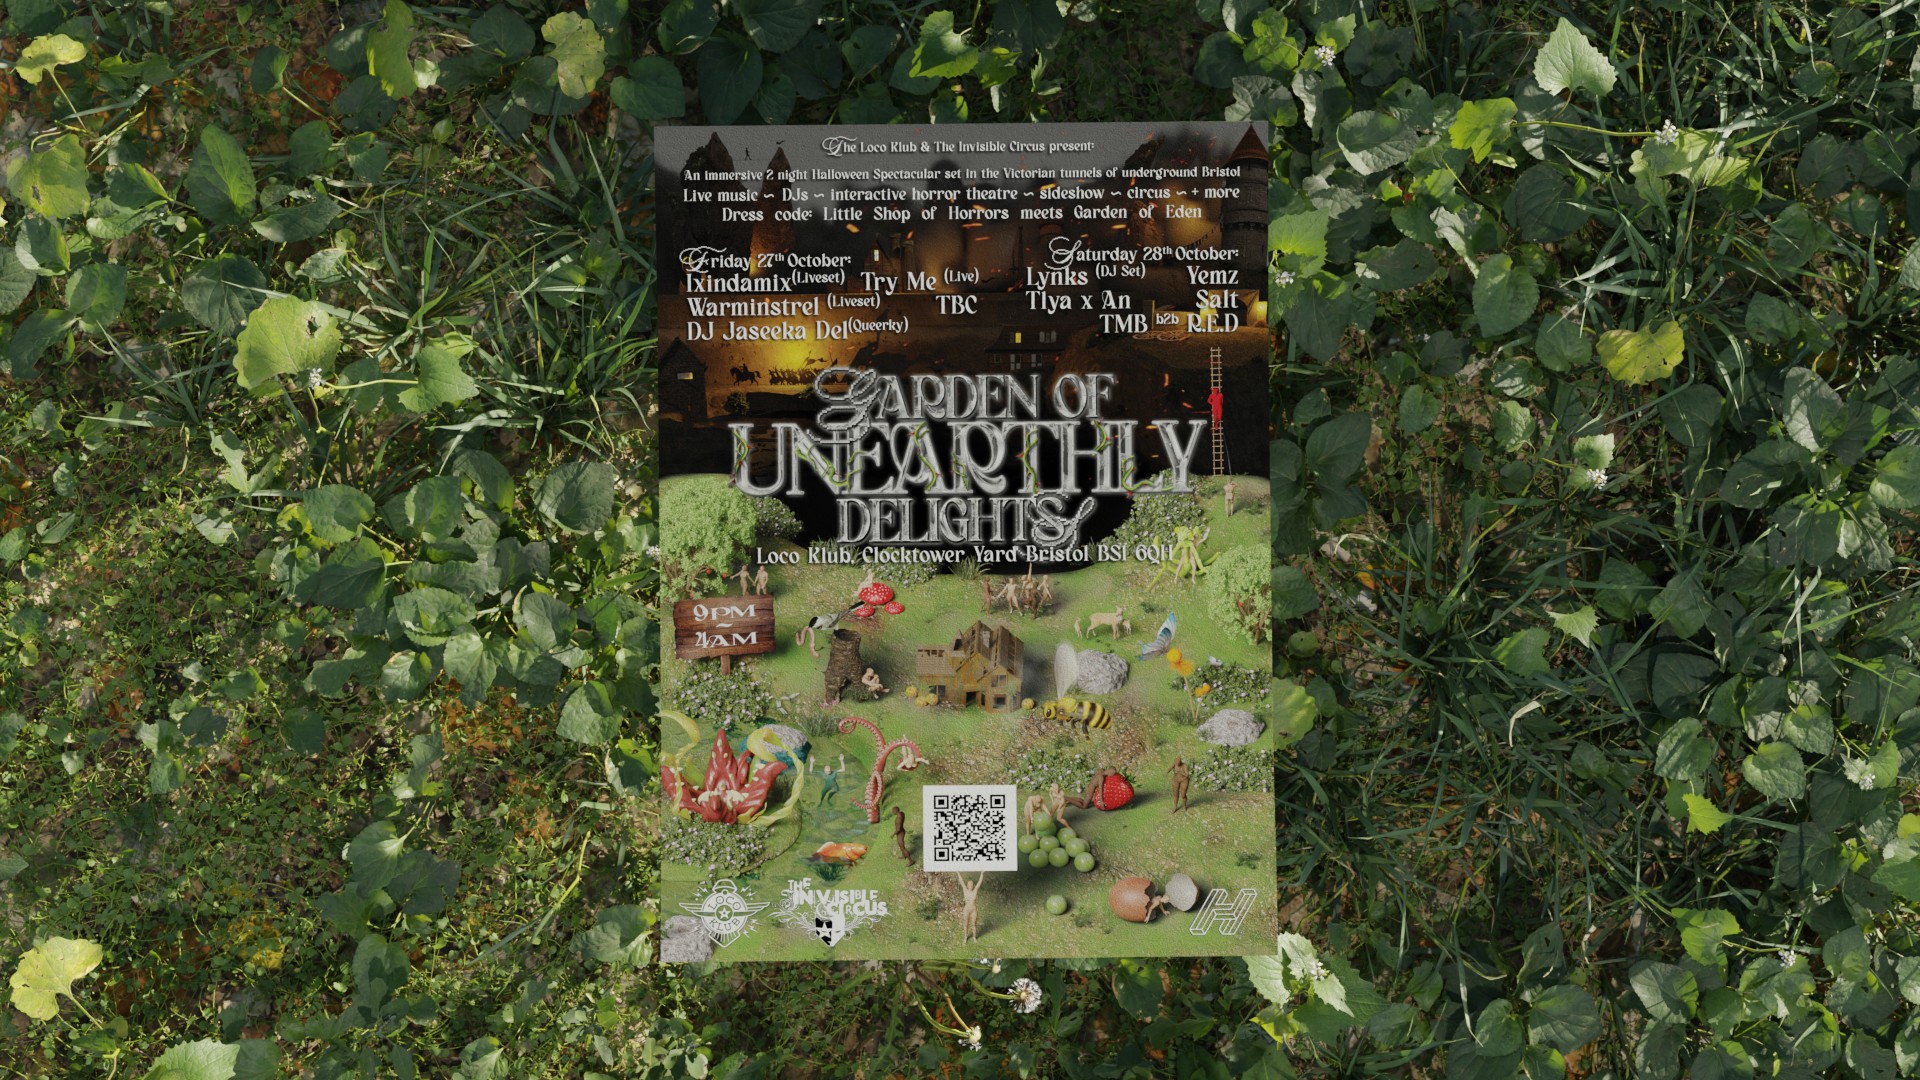 The Loco Klub & The Invisible Circus present:
An immersive 2 night Halloween Spectacular set in the Victorian tunnels of underground Bristol
Live music ~ DJs ~ interactive horror theatre ~ sideshow ~ circus ~ + more
Dress code: Little Shop of Horrors meets Garden of Eden
Friday 27th October:
Ixindamix (Liveset) Try Me (Live)
Warminstrel (Liveset) TBC
DJ Jaseeka Del (Queerky)
Saturday 28th October:
Lynks (DJ Set) Yemz
Tlya x An Salt
TMB b2b R.E.D
GARDEN OF
UNEARTHLY
DELIGHTS
Loco Klub, Clocktower Yard Bristol BS1 6QH
9PM
~
4AM
LOCO
KLUB
THE
INVISIBLE
CIRCUS
H